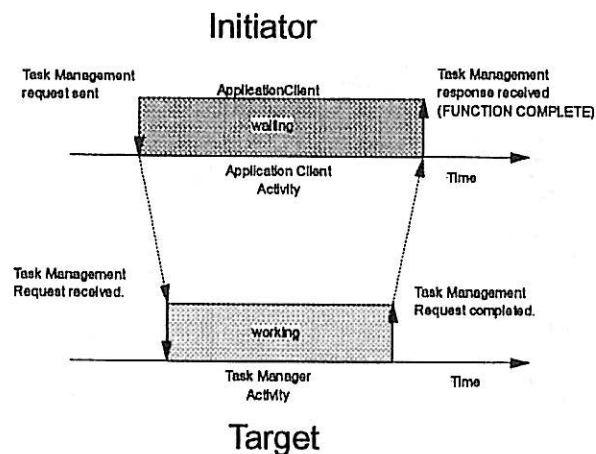 Initiator
Task Management
request sent
ApplicationClient
Task Management
response received
(FUNCTION COMPLETE)
waiting
Application Client
Activity
Time
Task Management
Request received.
Task Management
Request completed.
working
Task Manager
Activity
Time
Target